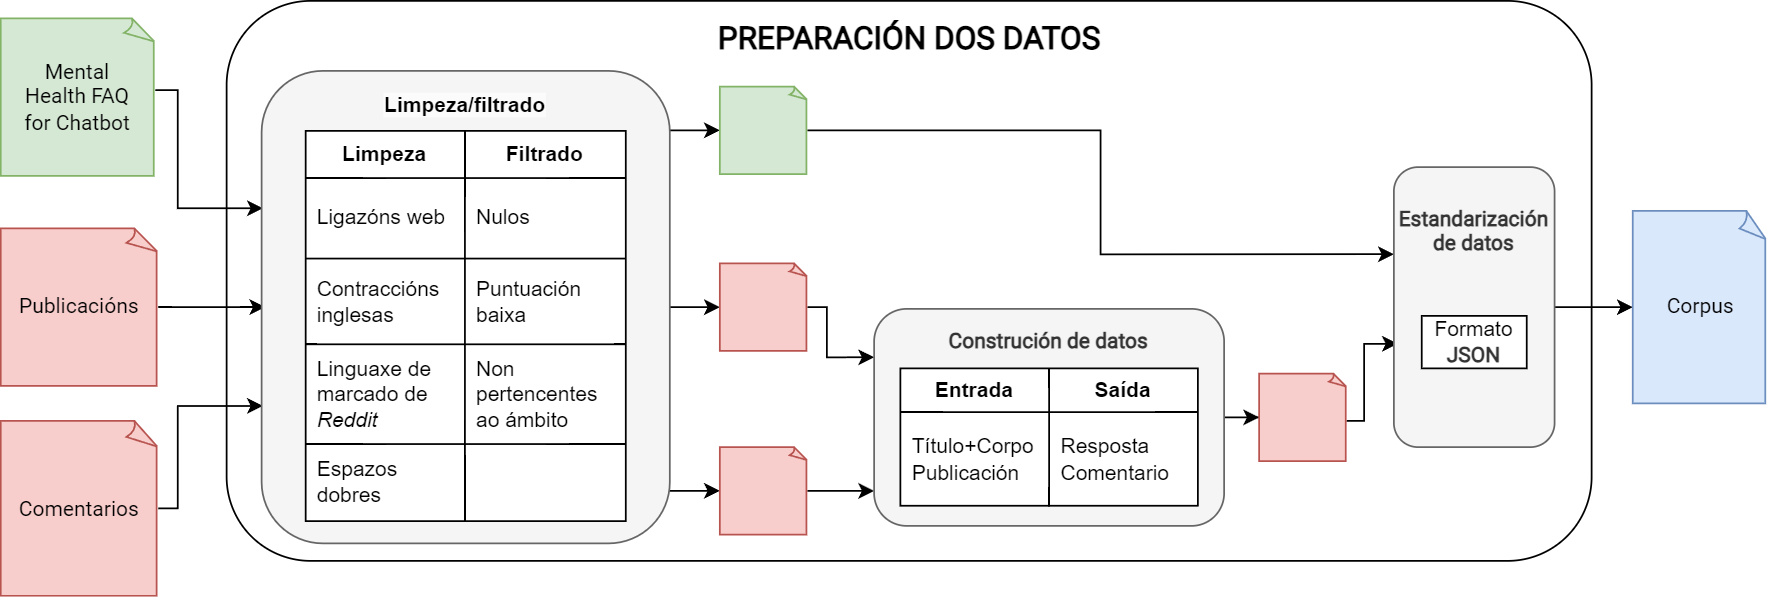 PREPARACIÓN DOS DATOS
Mental
Health FAQ
for Chatbot
Publicacións
Comentarios
Limpeza/filtrado
Limpeza
Filtrado
Ligazóns web
Nulos
Contraccións
inglesas
Puntuación
baixa
Linguaxe de
marcado de
Reddit
Non
pertencentes
ao ámbito
Espazos
dobres
Construción de datos
Entrada
Saída
Título+Corpo
Publicación
Resposta
Comentario
Estandarización
de datos
Formato
JSON
Corpus